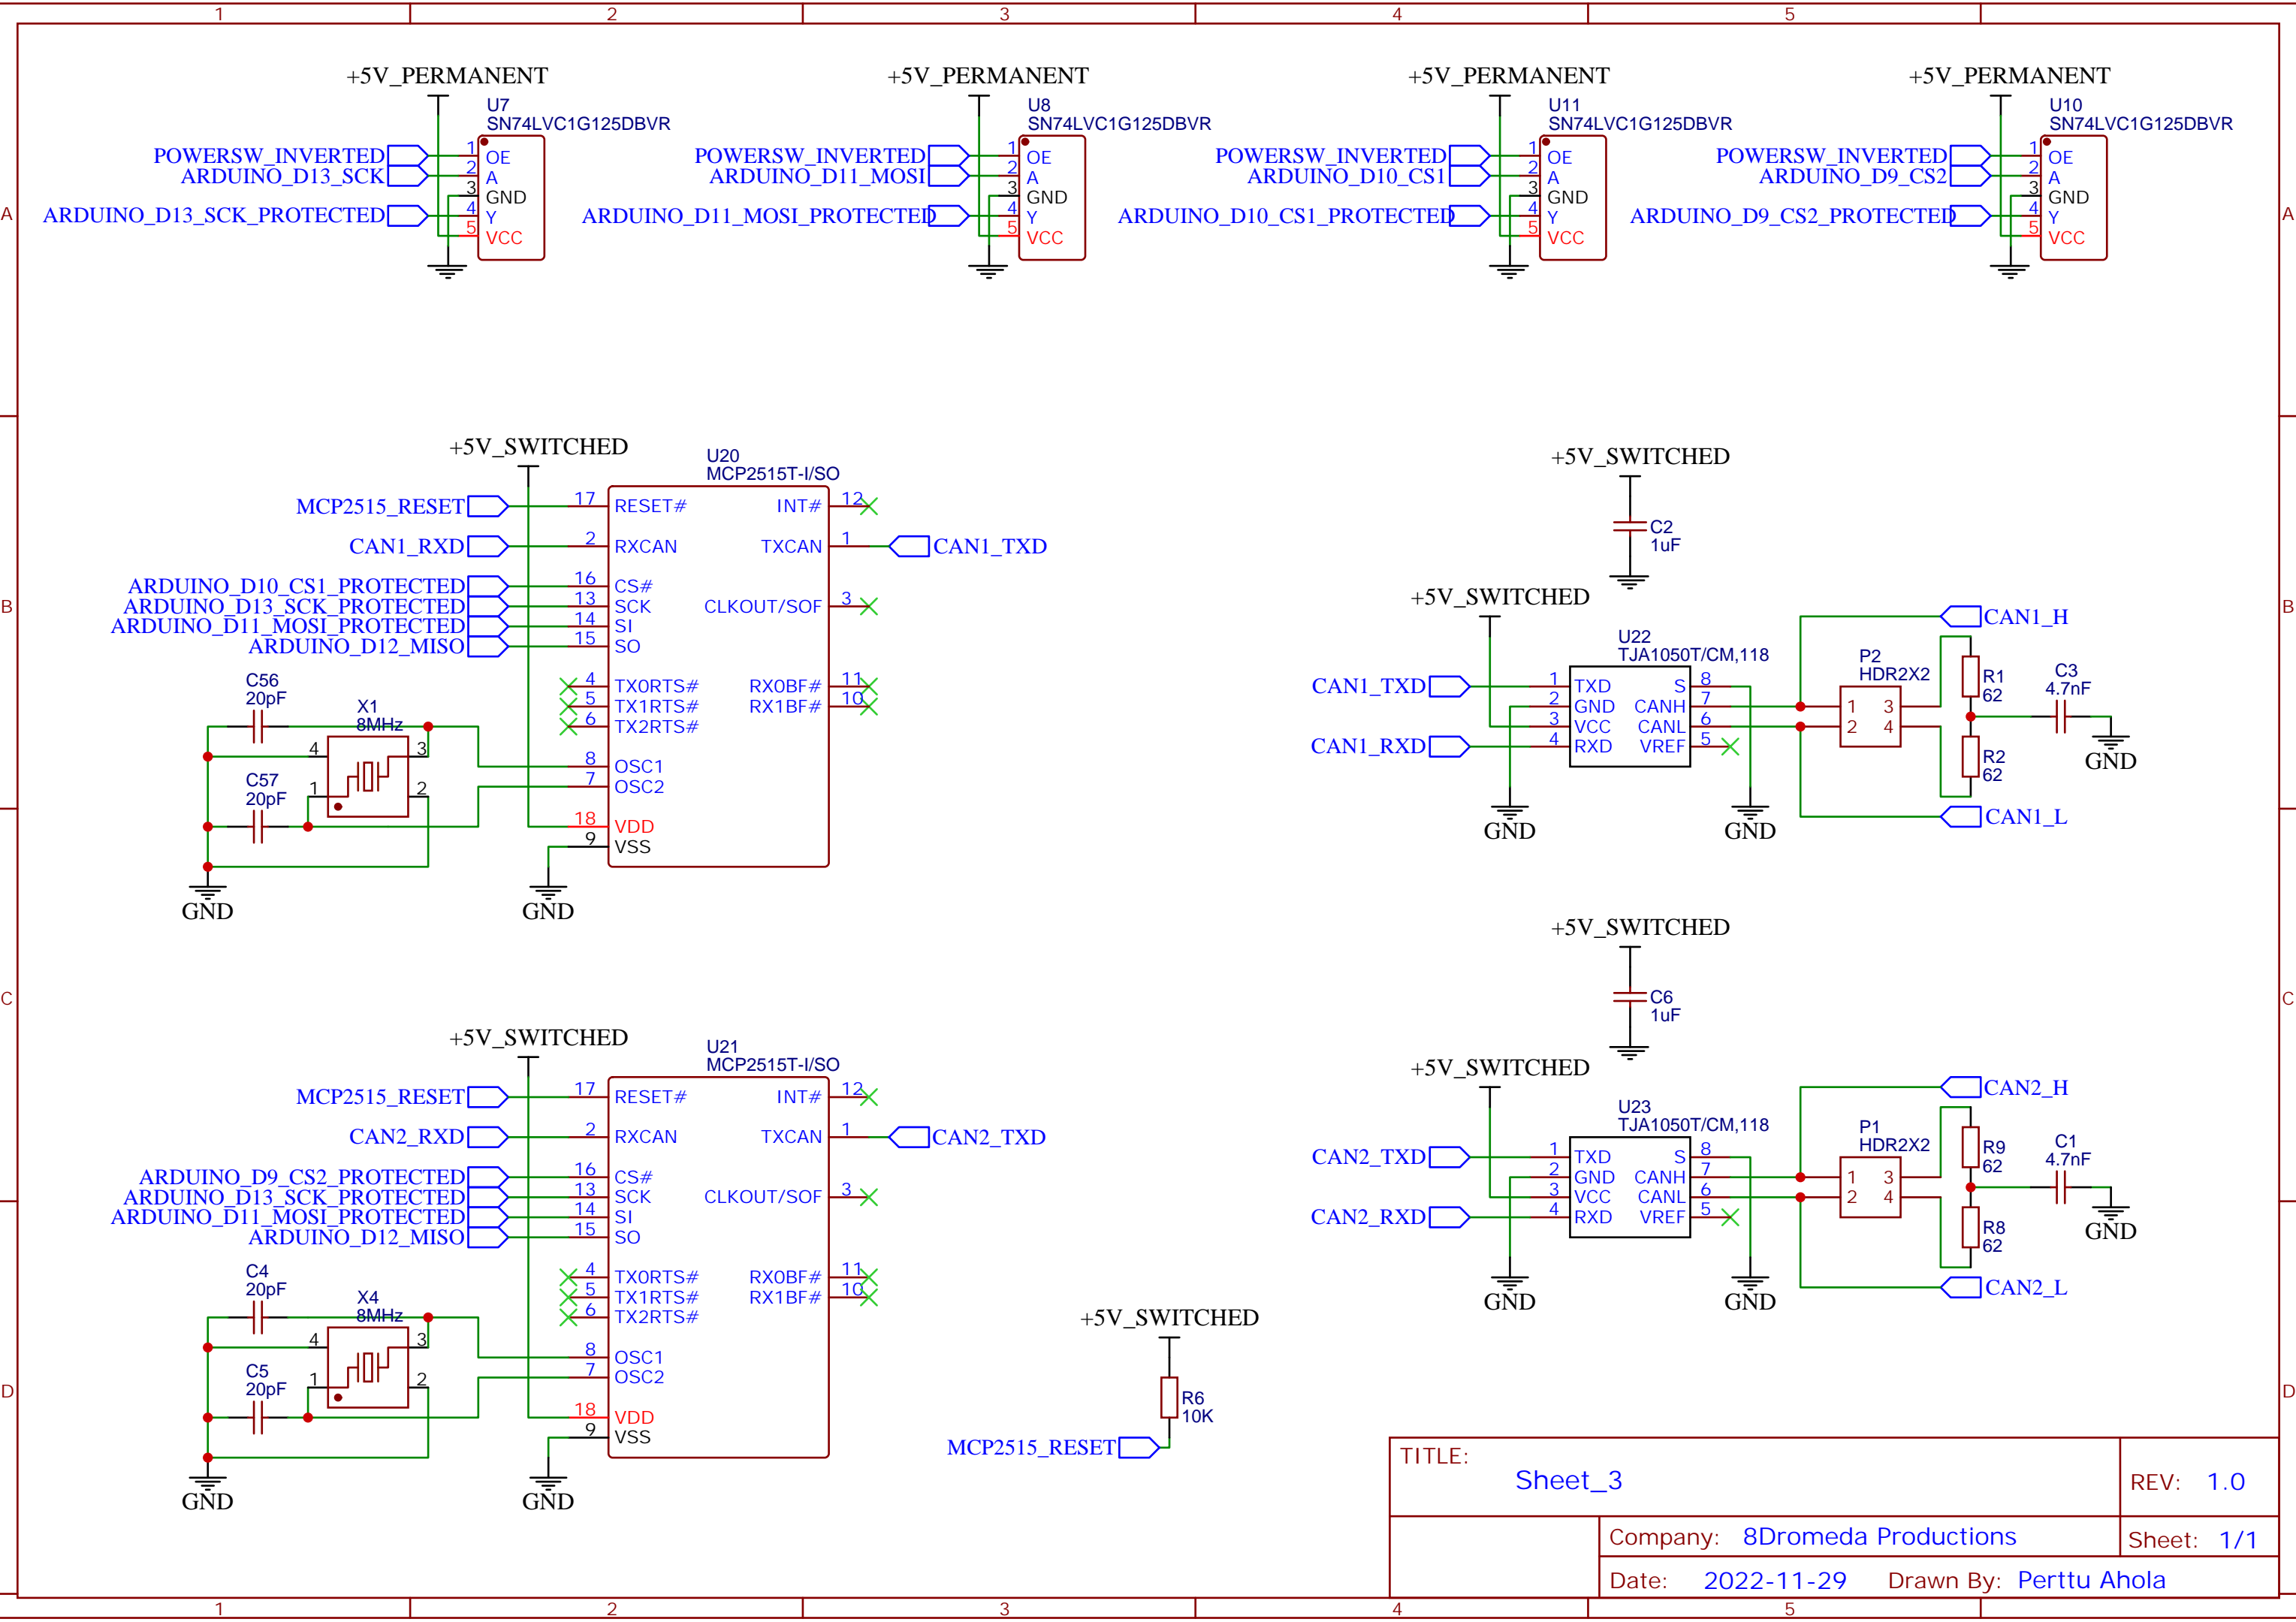 1 2 3 4 5
A
B
C
D
A
B
C
D
+5V_PERMANENT
U7
SN74LVC1G125DBVR
POWERSW_INVERTED 1 OE
ARDUINO_D13_SCK 2 A
3 GND
ARDUINO_D13_SCK_PROTECTED 4 Y
5 VCC
+5V_PERMANENT
U8
SN74LVC1G125DBVR
POWERSW_INVERTED 1 OE
ARDUINO_D11_MOSI 2 A
3 GND
ARDUINO_D11_MOSI_PROTECTED 4 Y
5 VCC
+5V_PERMANENT
U11
SN74LVC1G125DBVR
POWERSW_INVERTED 1 OE
ARDUINO_D10_CS1 2 A
3 GND
ARDUINO_D10_CS1_PROTECTED 4 Y
5 VCC
+5V_PERMANENT
U10
SN74LVC1G125DBVR
POWERSW_INVERTED 1 OE
ARDUINO_D9_CS2 2 A
3 GND
ARDUINO_D9_CS2_PROTECTED 4 Y
5 VCC
+5V_SWITCHED
U20
MCP2515T-I/SO
MCP2515_RESET 17 RESET# INT# 12
CAN1_RXD 2 RXCAN TXCAN 1 CAN1_TXD
ARDUINO_D10_CS1_PROTECTED 16 CS#
ARDUINO_D13_SCK_PROTECTED 13 SCK CLKOUT/SOF 3
ARDUINO_D11_MOSI_PROTECTED 14 SI
ARDUINO_D12_MISO 15 SO
4 TX0RTS# RX0BF# 11
5 TX1RTS# RX1BF# 10
6 TX2RTS#
8 OSC1
7 OSC2
18 VDD
9 VSS
C56
20pF
X1
8MHz
4 3
C57
20pF
1 2
GND
GND
+5V_SWITCHED
C2
1uF
+5V_SWITCHED
U22
TJA1050T/CM,118
CAN1_TXD 1 TXD S 8
2 GND CANH 7
3 VCC CANL 6
CAN1_RXD 4 RXD VREF 5
GND
GND
CAN1_H
P2
HDR2X2
1 3
2 4
R1
62
R2
62
C3
4.7nF
GND
CAN1_L
+5V_SWITCHED
U21
MCP2515T-I/SO
MCP2515_RESET 17 RESET# INT# 12
CAN2_RXD 2 RXCAN TXCAN 1 CAN2_TXD
ARDUINO_D9_CS2_PROTECTED 16 CS#
ARDUINO_D13_SCK_PROTECTED 13 SCK CLKOUT/SOF 3
ARDUINO_D11_MOSI_PROTECTED 14 SI
ARDUINO_D12_MISO 15 SO
4 TX0RTS# RX0BF# 11
5 TX1RTS# RX1BF# 10
6 TX2RTS#
8 OSC1
7 OSC2
18 VDD
9 VSS
C4
20pF
X4
8MHz
4 3
C5
20pF
1 2
GND
GND
+5V_SWITCHED
C6
1uF
+5V_SWITCHED
U23
TJA1050T/CM,118
CAN2_TXD 1 TXD S 8
2 GND CANH 7
3 VCC CANL 6
CAN2_RXD 4 RXD VREF 5
GND
GND
CAN2_H
P1
HDR2X2
1 3
2 4
R9
62
R8
62
C1
4.7nF
GND
CAN2_L
+5V_SWITCHED
R6
10K
MCP2515_RESET
TITLE:
Sheet_3
REV: 1.0
Company: 8Dromeda Productions
Sheet: 1/1
Date: 2022-11-29 Drawn By: Perttu Ahola
1 2 3 4 5